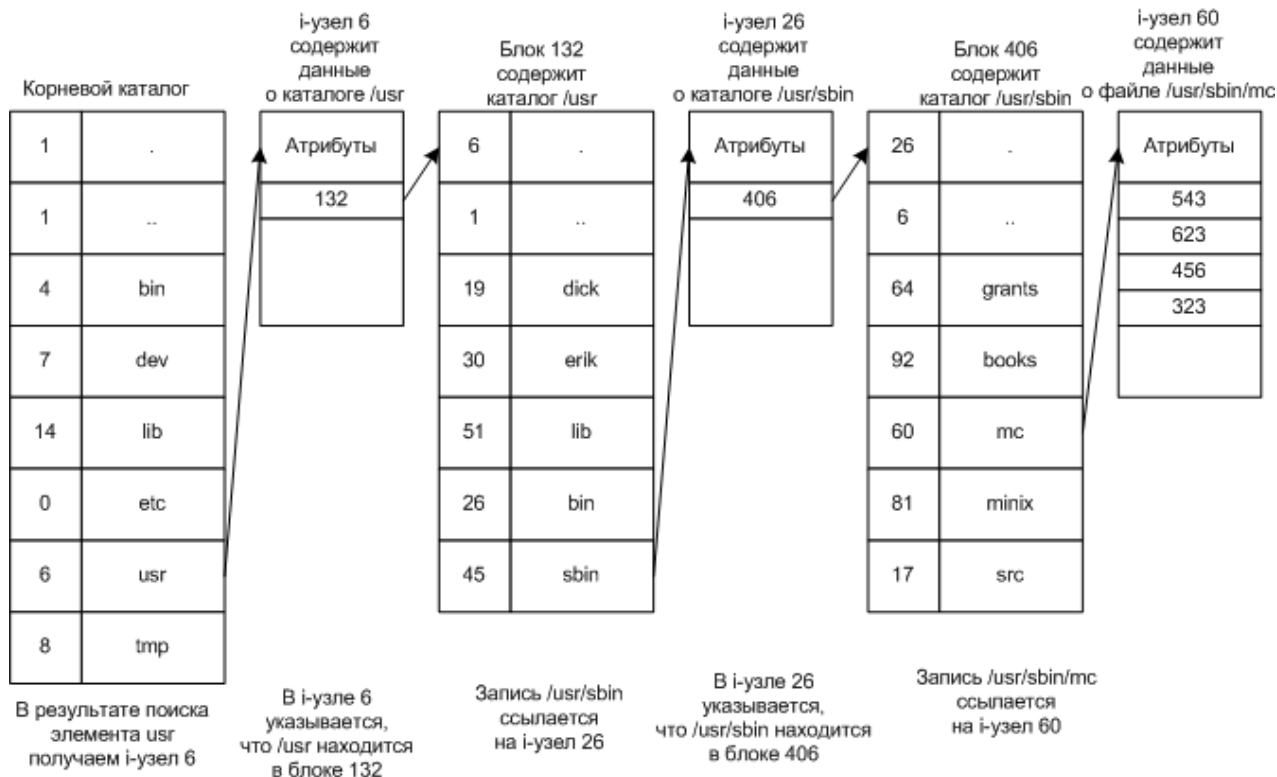 Корневой каталог
1 .
1 ..
4 bin
7 dev
14 lib
0 etc
6 usr
8 tmp
В результате поиска
элемента usr
получаем i-узел 6
i-узел 6
содержит
данные
о каталоге /usr
Атрибуты
132
В i-узле 6
указывается,
что /usr находится
в блоке 132
Блок 132
содержит
каталог /usr
6 .
1 ..
19 dick
30 erik
51 lib
26 bin
45 sbin
Запись /usr/sbin
ссылается
на i-узел 26
i-узел 26
содержит
данные
о каталоге /usr/sbin
Атрибуты
406
В i-узле 26
указывается,
что /usr/sbin находится
в блоке 406
Блок 406
содержит
каталог /usr/sbin
26 .
6 ..
64 grants
92 books
60 mc
81 minix
17 src
Запись /usr/sbin/mc
ссылается
на i-узел 60
i-узел 60
содержит
данные
о файле /usr/sbin/mc
Атрибуты
543
623
456
323